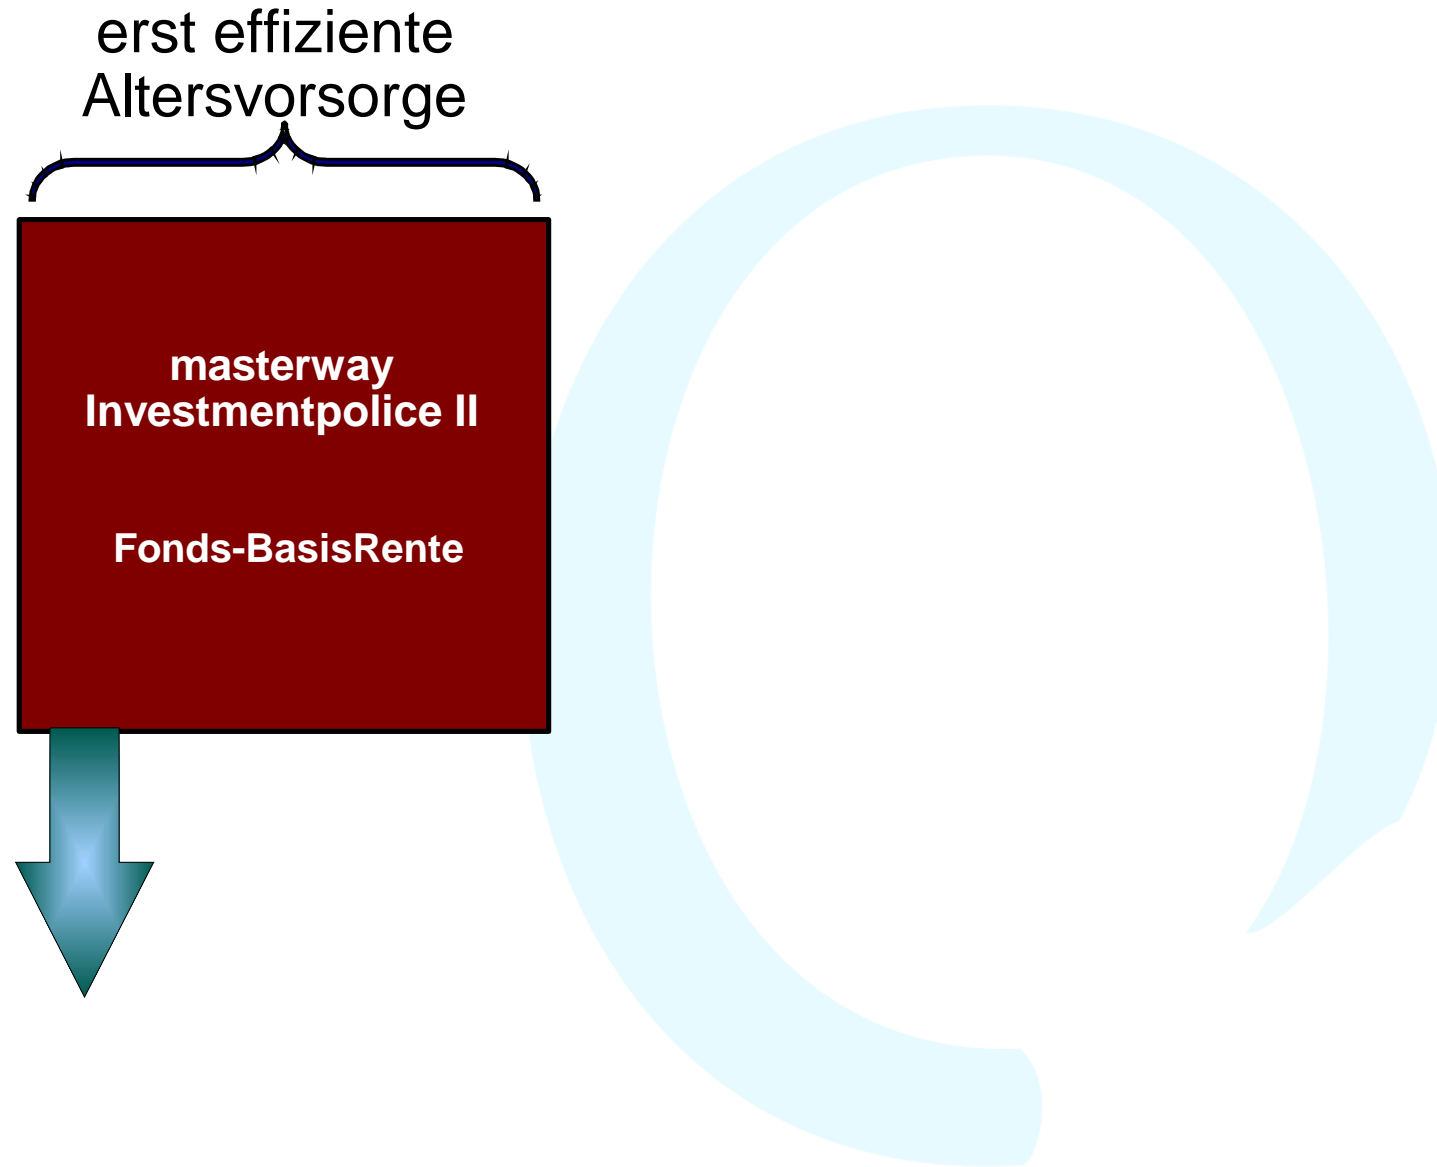 erst effiziente
Altersvorsorge
masterway
Investmentpolice II
Fonds-BasisRente